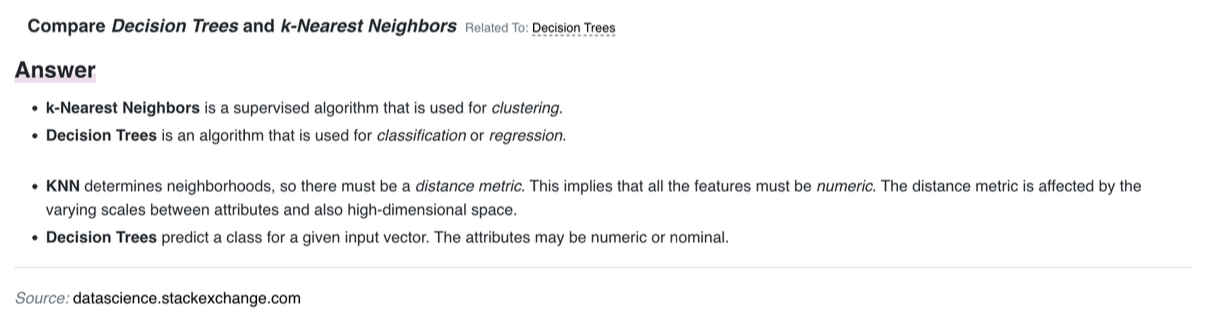 Compare Decision Trees and k-Nearest Neighbors Related To: Decision Trees
Answer
• k-Nearest Neighbors is a supervised algorithm that is used for clustering.
• Decision Trees is an algorithm that is used for classification or regression.
• KNN determines neighborhoods, so there must be a distance metric. This implies that all the features must be numeric. The distance metric is affected by the
varying scales between attributes and also high-dimensional space.
• Decision Trees predict a class for a given input vector. The attributes may be numeric or nominal.
Source: datascience.stackexchange.com